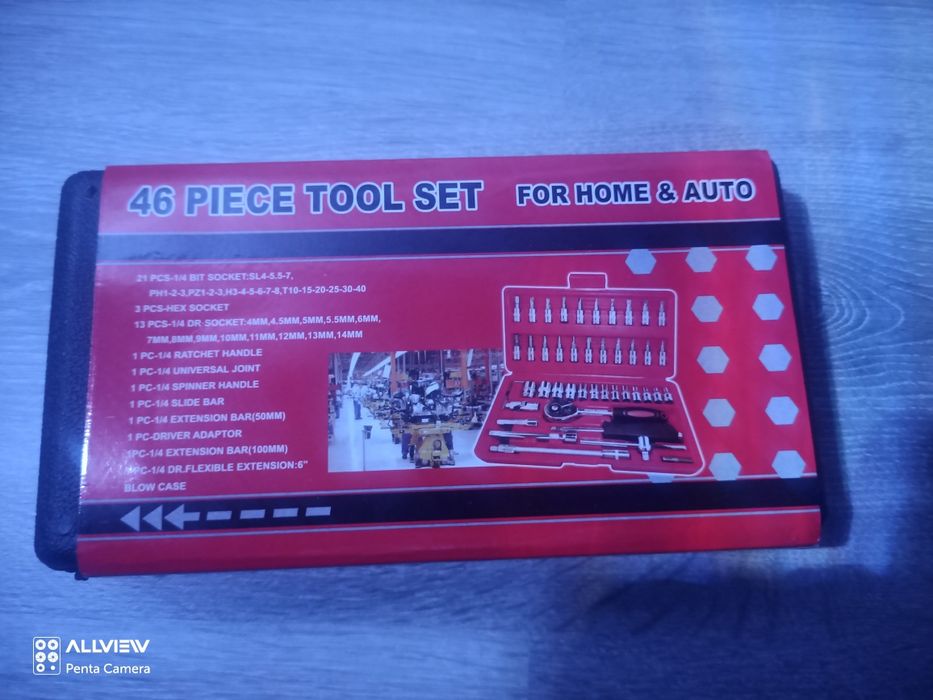 46 PIECE TOOL SET FOR HOME & AUTO
21 PCS-1/4 BIT SOCKET:SL4-5.5-7,
PH1-2-3,PZ1-2-3,H3-4-5-6-7-8,T10-15-20-25-30-40
3 PCS-HEX SOCKET
13 PCS-1/4 DR SOCKET:4MM,4.5MM,5MM,5.5MM,6MM,
7MM,8MM,9MM,10MM,11MM,12MM,13MM,14MM
1 PC-1/4 RATCHET HANDLE
1 PC-1/4 UNIVERSAL JOINT
1 PC-1/4 SPINNER HANDLE
1 PC-1/4 SLIDE BAR
1 PC-1/4 EXTENSION BAR(50MM)
1 PC-DRIVER ADAPTOR
1PC-1/4 EXTENSION BAR(100MM)
1PC-1/4 DR.FLEXIBLE EXTENSION:6"
BLOW CASE
ALLVIEW
Penta Camera